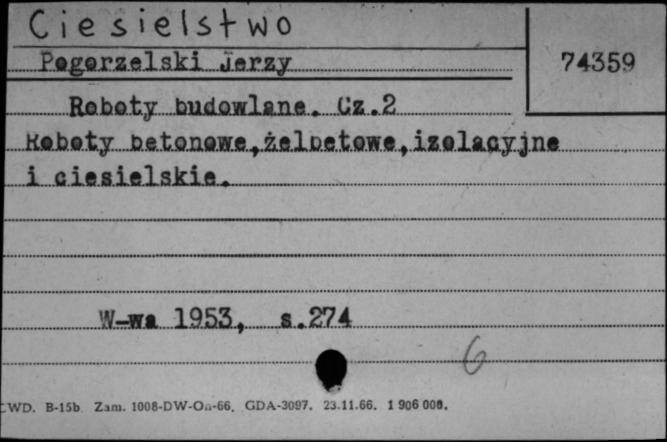 Ciesielstwo
Pogorzelski Jerzy
74359
Roboty budowlane. Cz.2
Roboty betonowe,żelbetowe,izolacyjne
i ciesielskie.
W-wa 1953, s.274
6
CWD. B-15b. Zam. 1008-DW-On-66. GDA-3097. 23.11.66. 1 906 000.